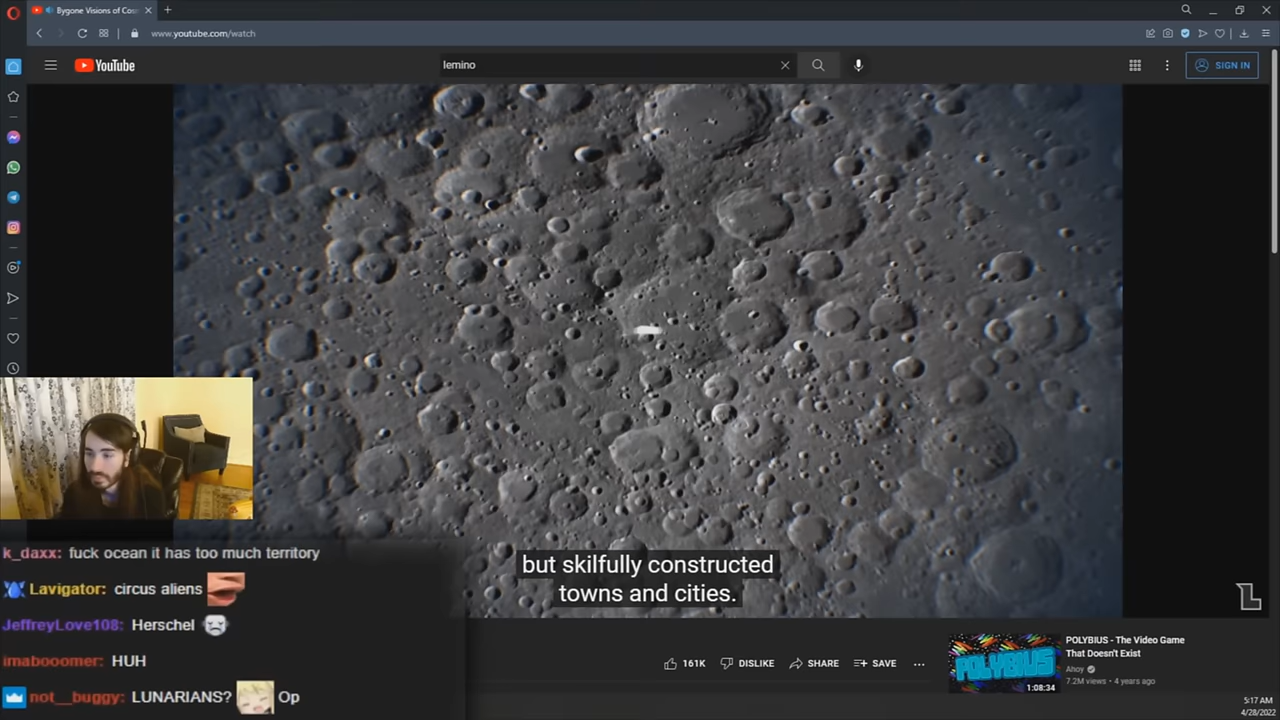 Bygone Visions of Cos
www.youtube.com/watch
YouTube
lemino
SIGN IN
but skilfully constructed
towns and cities.
k_daxx: fuck ocean it has too much territory
Lavigator: circus aliens
JeffreyLove108: Herschel
imabooomer: HUH
not__buggy: LUNARIANS? Op
161K
DISLIKE
SHARE
SAVE
POLYBIUS
1:08:34
POLYBIUS - The Video Game
That Doesn't Exist
Ahoy
7.2M views • 4 years ago
5:17 AM
4/28/2022